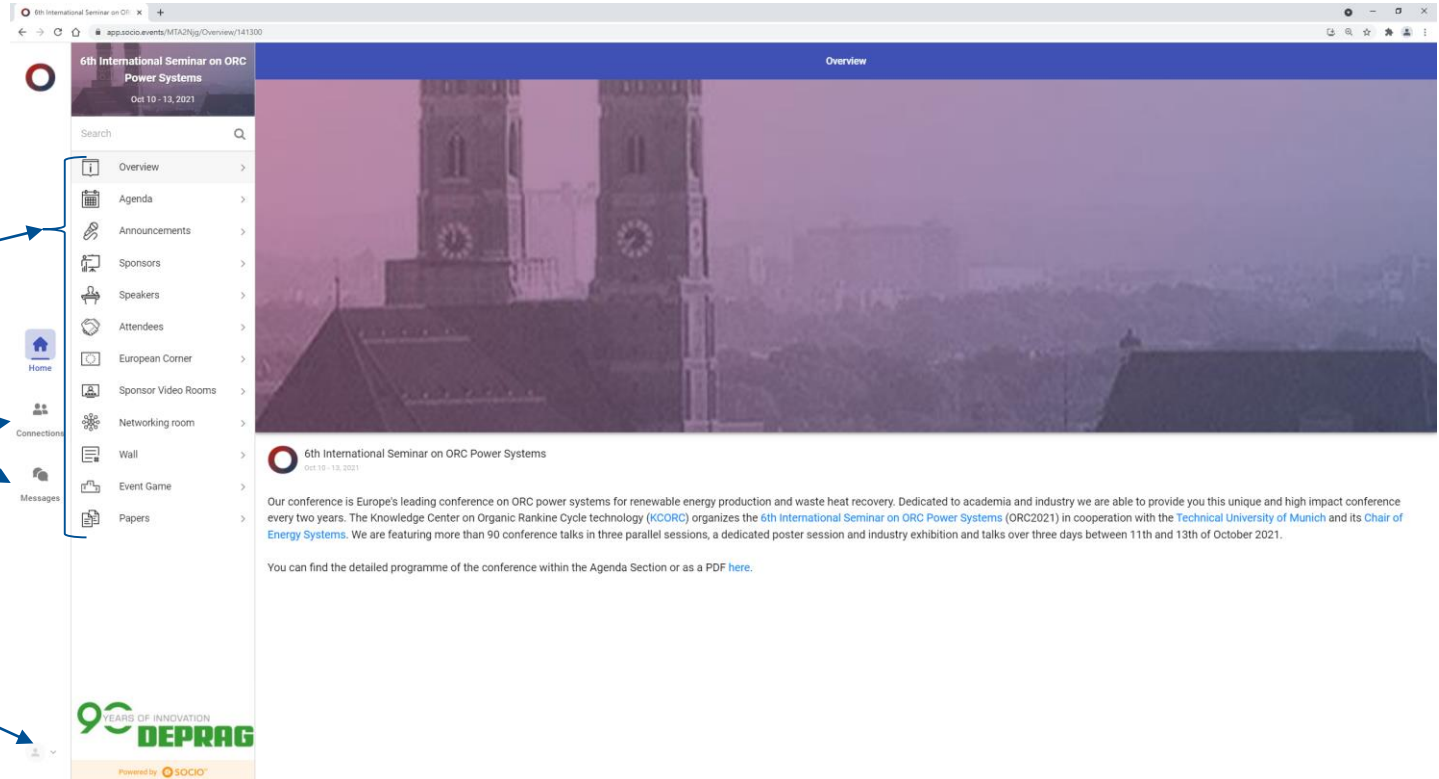 6th International Seminar on OR
app.socio.events/MTA2Njg/Overview/141300
6th International Seminar on ORC
Power Systems
Oct 10 - 13, 2021
Overview
Search
Overview
Agenda
Announcements
Sponsors
Speakers
Attendees
European Corner
Sponsor Video Rooms
Networking room
Wall
Event Game
Papers
Home
Connections
Messages
6th International Seminar on ORC Power Systems
Oct 10 - 13, 2021
Our conference is Europe's leading conference on ORC power systems for renewable energy production and waste heat recovery. Dedicated to academia and industry we are able to provide you this unique and high impact conference
every two years. The Knowledge Center on Organic Rankine Cycle technology (KCORC) organizes the 6th International Seminar on ORC Power Systems (ORC2021) in cooperation with the Technical University of Munich and its Chair of
Energy Systems. We are featuring more than 90 conference talks in three parallel sessions, a dedicated poster session and industry exhibition and talks over three days between 11th and 13th of October 2021.
You can find the detailed programme of the conference within the Agenda Section or as a PDF here.
90 YEARS OF INNOVATION
DEPRAG
Powered by SOCIO